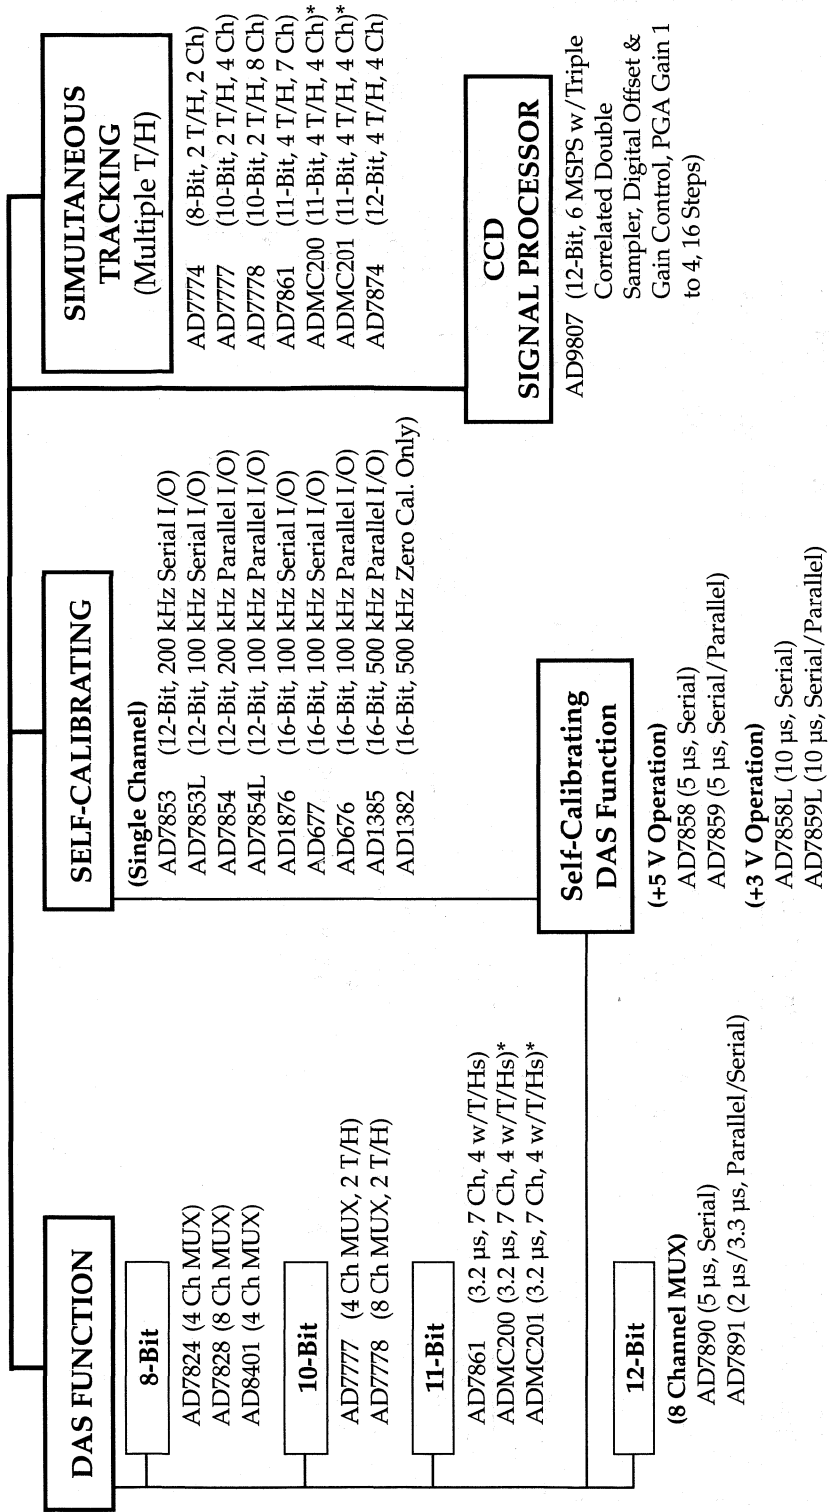 DAS FUNCTION
8-Bit
AD7824 (4 Ch MUX)
AD7828 (8 Ch MUX)
AD8401 (4 Ch MUX)
10-Bit
AD7777 (4 Ch MUX, 2 T/H)
AD7778 (8 Ch MUX, 2 T/H)
11-Bit
AD7861 (3.2 µs, 7 Ch, 4 w/T/Hs)
ADMC200 (3.2 µs, 7 Ch, 4 w/T/Hs)*
ADMC201 (3.2 µs, 7 Ch, 4 w/T/Hs)*
12-Bit
(8 Channel MUX)
AD7890 (5 µs, Serial)
AD7891 (2 µs/3.3 µs, Parallel/Serial)
SELF-CALIBRATING
(Single Channel)
AD7853 (12-Bit, 200 kHz Serial I/O)
AD7853L (12-Bit, 100 kHz Serial I/O)
AD7854 (12-Bit, 200 kHz Parallel I/O)
AD7854L (12-Bit, 100 kHz Parallel I/O)
AD1876 (16-Bit, 100 kHz Serial I/O)
AD677 (16-Bit, 100 kHz Serial I/O)
AD676 (16-Bit, 100 kHz Parallel I/O)
AD1385 (16-Bit, 500 kHz Parallel I/O)
AD1382 (16-Bit, 500 kHz Zero Cal. Only)
Self-Calibrating
DAS Function
(+5 V Operation)
AD7858 (5 µs, Serial)
AD7859 (5 µs, Serial/Parallel)
(+3 V Operation)
AD7858L (10 µs, Serial)
AD7859L (10 µs, Serial/Parallel)
SIMULTANEOUS
TRACKING
(Multiple T/H)
AD7774 (8-Bit, 2 T/H, 2 Ch)
AD7777 (10-Bit, 2 T/H, 4 Ch)
AD7778 (10-Bit, 2 T/H, 8 Ch)
AD7861 (11-Bit, 4 T/H, 7 Ch)
ADMC200 (11-Bit, 4 T/H, 4 Ch)*
ADMC201 (11-Bit, 4 T/H, 4 Ch)*
AD7874 (12-Bit, 4 T/H, 4 Ch)
CCD
SIGNAL PROCESSOR
AD9807 (12-Bit, 6 MSPS w/Triple
Correlated Double
Sampler, Digital Offset &
Gain Control, PGA Gain 1
to 4, 16 Steps)